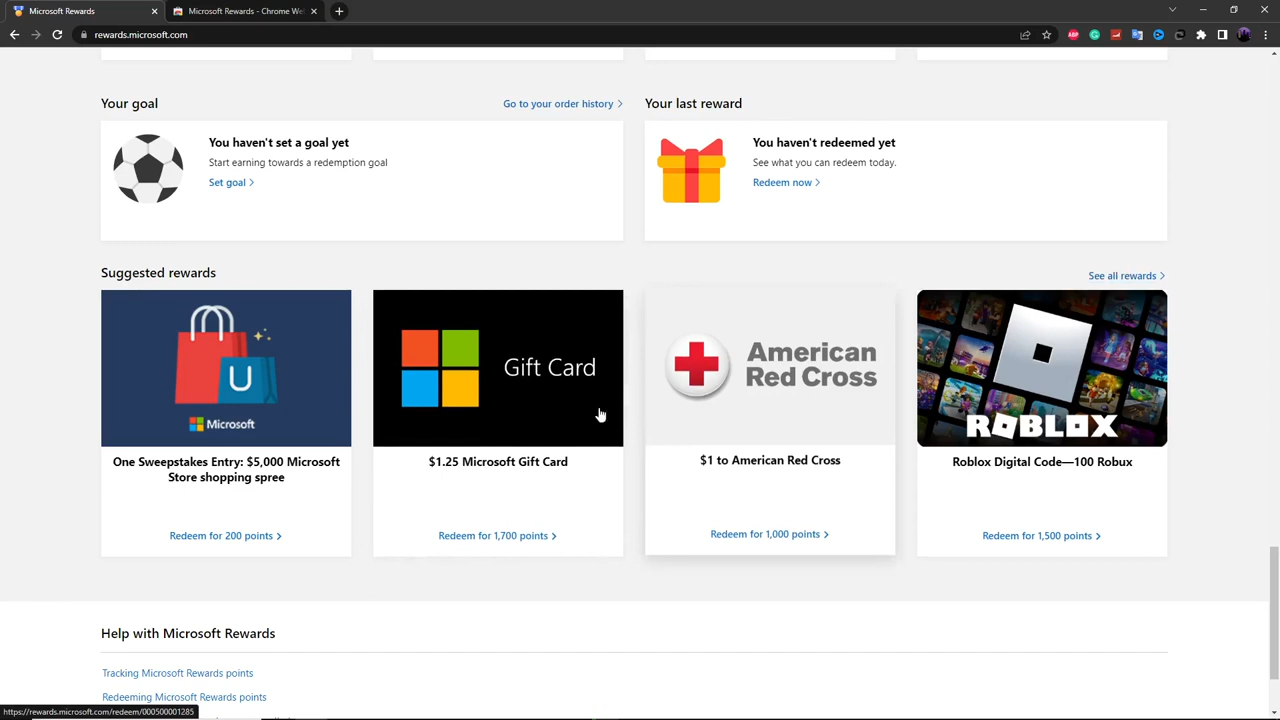 Microsoft Rewards
Microsoft Rewards - Chrome We
rewards.microsoft.com
Your goal
Go to your order history
You haven't set a goal yet
Start earning towards a redemption goal
Set goal
Your last reward
You haven't redeemed yet
See what you can redeem today.
Redeem now
Suggested rewards
See all rewards
U
Microsoft
One Sweepstakes Entry: $5,000 Microsoft
Store shopping spree
Redeem for 200 points
Gift Card
$1.25 Microsoft Gift Card
Redeem for 1,700 points
American
Red Cross
$1 to American Red Cross
Redeem for 1,000 points
ROBLOX
Roblox Digital Code—100 Robux
Redeem for 1,500 points
Help with Microsoft Rewards
Tracking Microsoft Rewards points
Redeeming Microsoft Rewards points
https://rewards.microsoft.com/redeem/000500001285